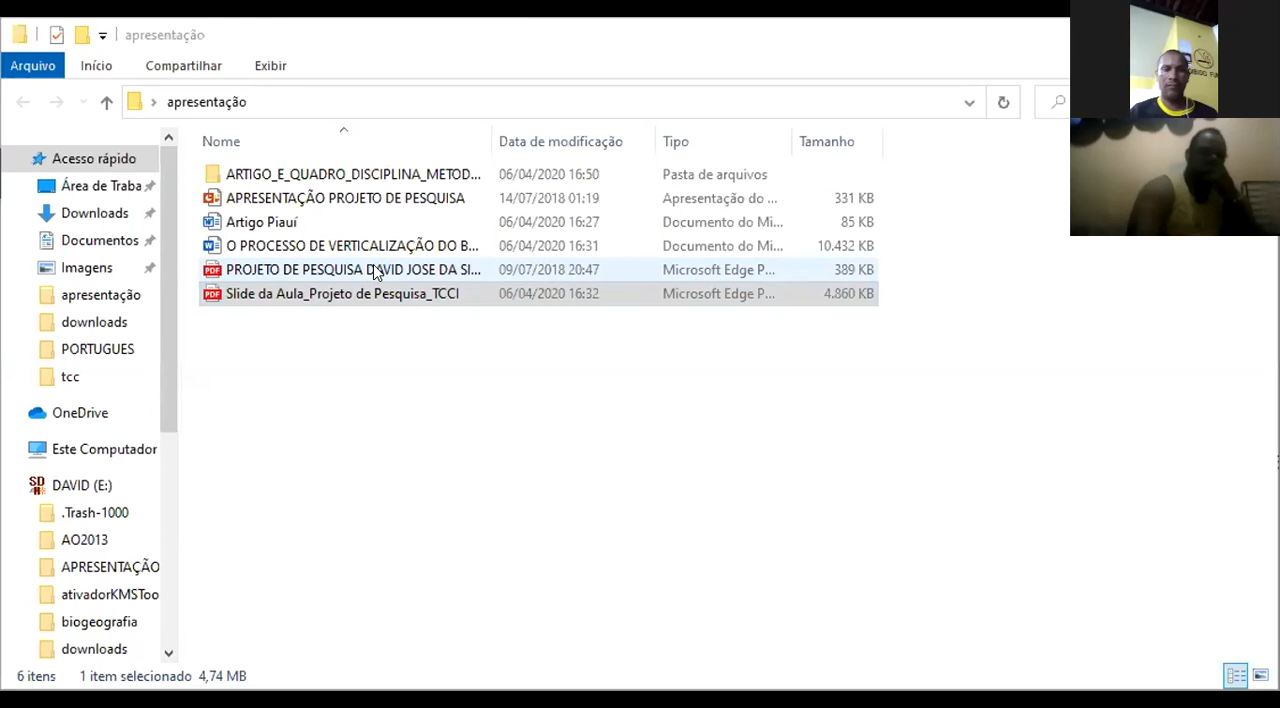 apresentação
Arquivo Início Compartilhar Exibir
apresentação
Nome Data de modificação Tipo Tamanho
ARTIGO_E_QUADRO_DISCIPLINA_METOD... 06/04/2020 16:50 Pasta de arquivos
APRESENTAÇÃO PROJETO DE PESQUISA 14/07/2018 01:19 Apresentação do ... 331 KB
Artigo Piauí 06/04/2020 16:27 Documento do Mi... 85 KB
O PROCESSO DE VERTICALIZAÇÃO DO B... 06/04/2020 16:31 Documento do Mi... 10.432 KB
PROJETO DE PESQUISA DAVID JOSE DA SI... 09/07/2018 20:47 Microsoft Edge P... 389 KB
Slide da Aula_Projeto de Pesquisa_TCCI 06/04/2020 16:32 Microsoft Edge P... 4.860 KB
Acesso rápido
Área de Traba
Downloads
Documentos
Imagens
apresentação
downloads
PORTUGUES
tcc
OneDrive
Este Computador
DAVID (E:)
.Trash-1000
AO2013
APRESENTAÇÃO
ativadorKMSToo
biogeografia
downloads
6 itens 1 item selecionado 4,74 MB